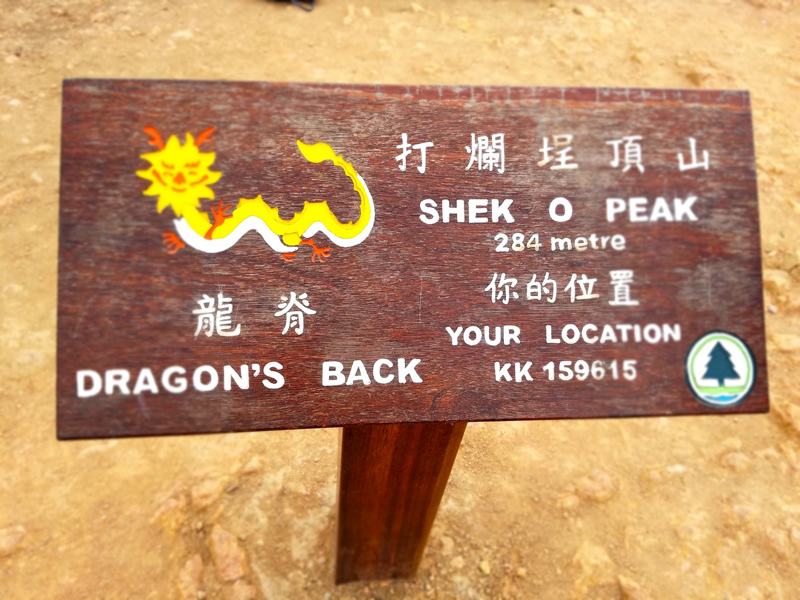 龍脊
DRAGON'S BACK
打爛埕頂山
SHEK O PEAK
284 metre
你的位置
YOUR LOCATION
KK 159615